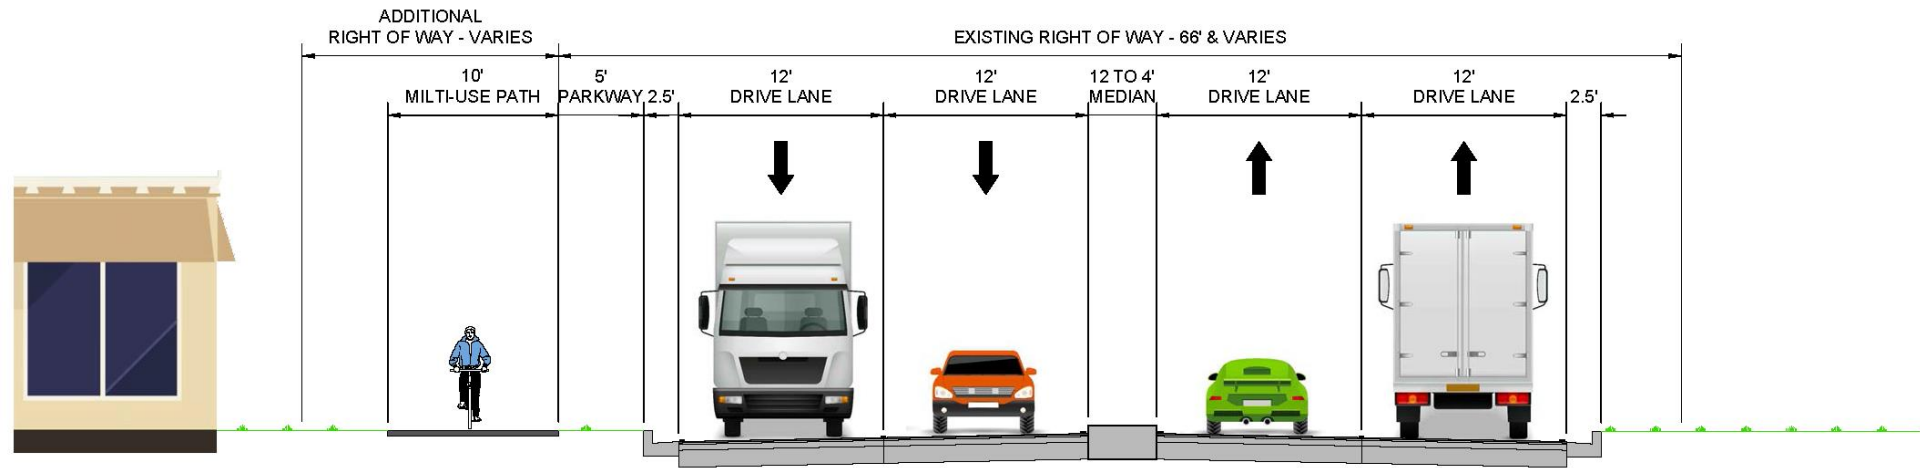 ADDITIONAL
RIGHT OF WAY - VARIES
EXISTING RIGHT OF WAY - 66' & VARIES
10'
MILTI-USE PATH
5'
PARKWAY
2.5'
12'
DRIVE LANE
12'
DRIVE LANE
12 TO 4'
MEDIAN
12'
DRIVE LANE
12'
DRIVE LANE
2.5'